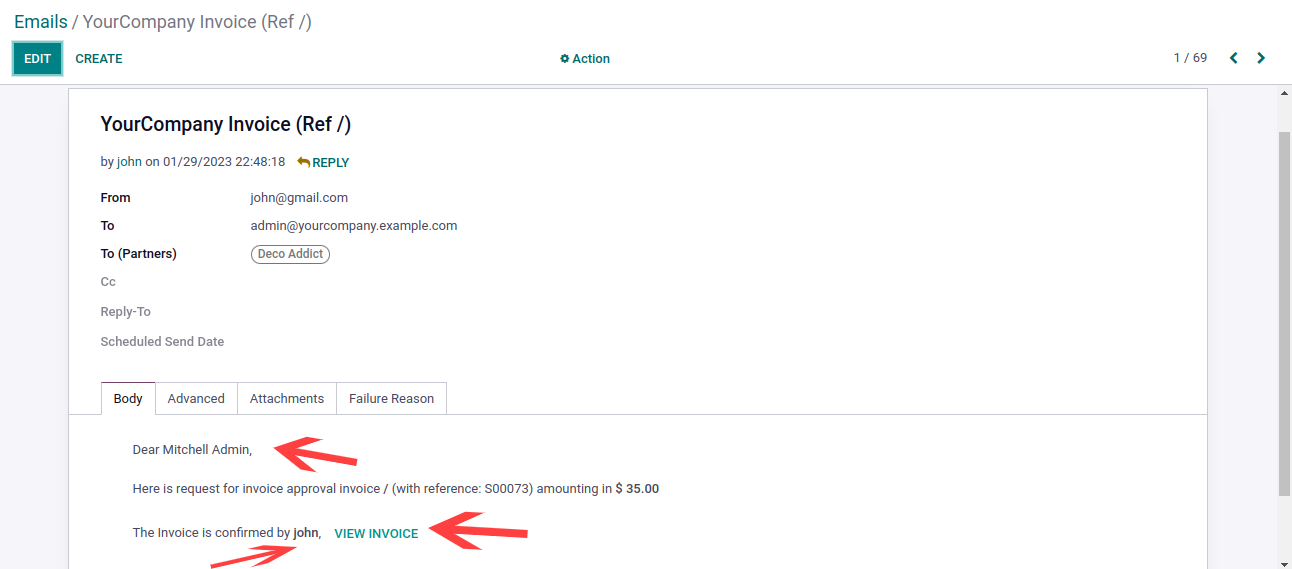 Emails / YourCompany Invoice (Ref /)
EDIT CREATE Action 1 / 69
YourCompany Invoice (Ref /)
by john on 01/29/2023 22:48:18 REPLY
From john@gmail.com
To admin@yourcompany.example.com
To (Partners) Deco Addict
Cc
Reply-To
Scheduled Send Date
Body Advanced Attachments Failure Reason
Dear Mitchell Admin,
Here is request for invoice approval invoice / (with reference: S00073) amounting in $ 35.00
The Invoice is confirmed by john, VIEW INVOICE